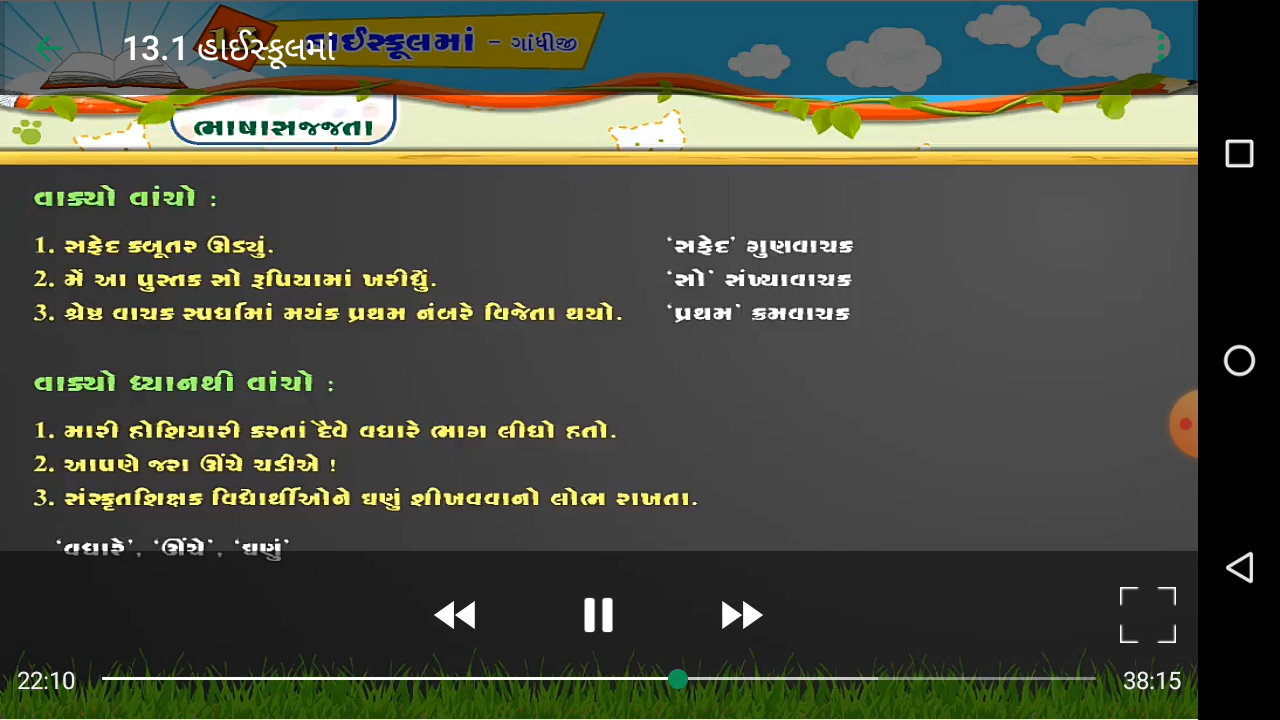 13.1 હાઈસ્કૂલમાં
હાઈસ્કૂલમાં – ગાંધીજી
ભાષાસજ્જતા
વાક્યો વાંચો :
1. સફેદ કબૂતર ઊડ્યું. ‘સફેદ’ ગુણવાચક
2. મેં આ પુસ્તક સો રૂપિયામાં ખરીદ્યું. ‘સો’ સંખ્યાવાચક
3. શ્રેષ્ઠ વાચક સ્પર્ધામાં મયંક પ્રથમ નંબરે વિજેતા થયો. ‘પ્રથમ’ ક્રમવાચક
વાક્યો ધ્યાનથી વાંચો :
1. મારી હોશિયારી કરતાં દૈવે વધારે ભાગ લીધો હતો.
2. આપણે જરા ઊંચે ચડીએ !
3. સંસ્કૃતશિક્ષક વિદ્યાર્થીઓને ઘણું શીખવવાનો લોભ રાખતા.
‘વધારે’, ‘ઊંચે’, ‘ઘણું’
22:10
38:15